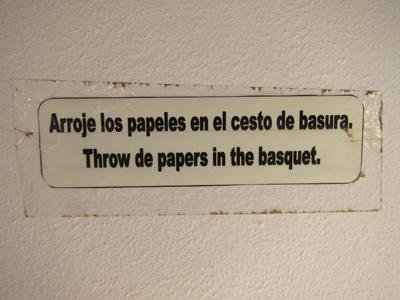 Arroje los papeles en el cesto de basura.
Throw de papers in the basquet.